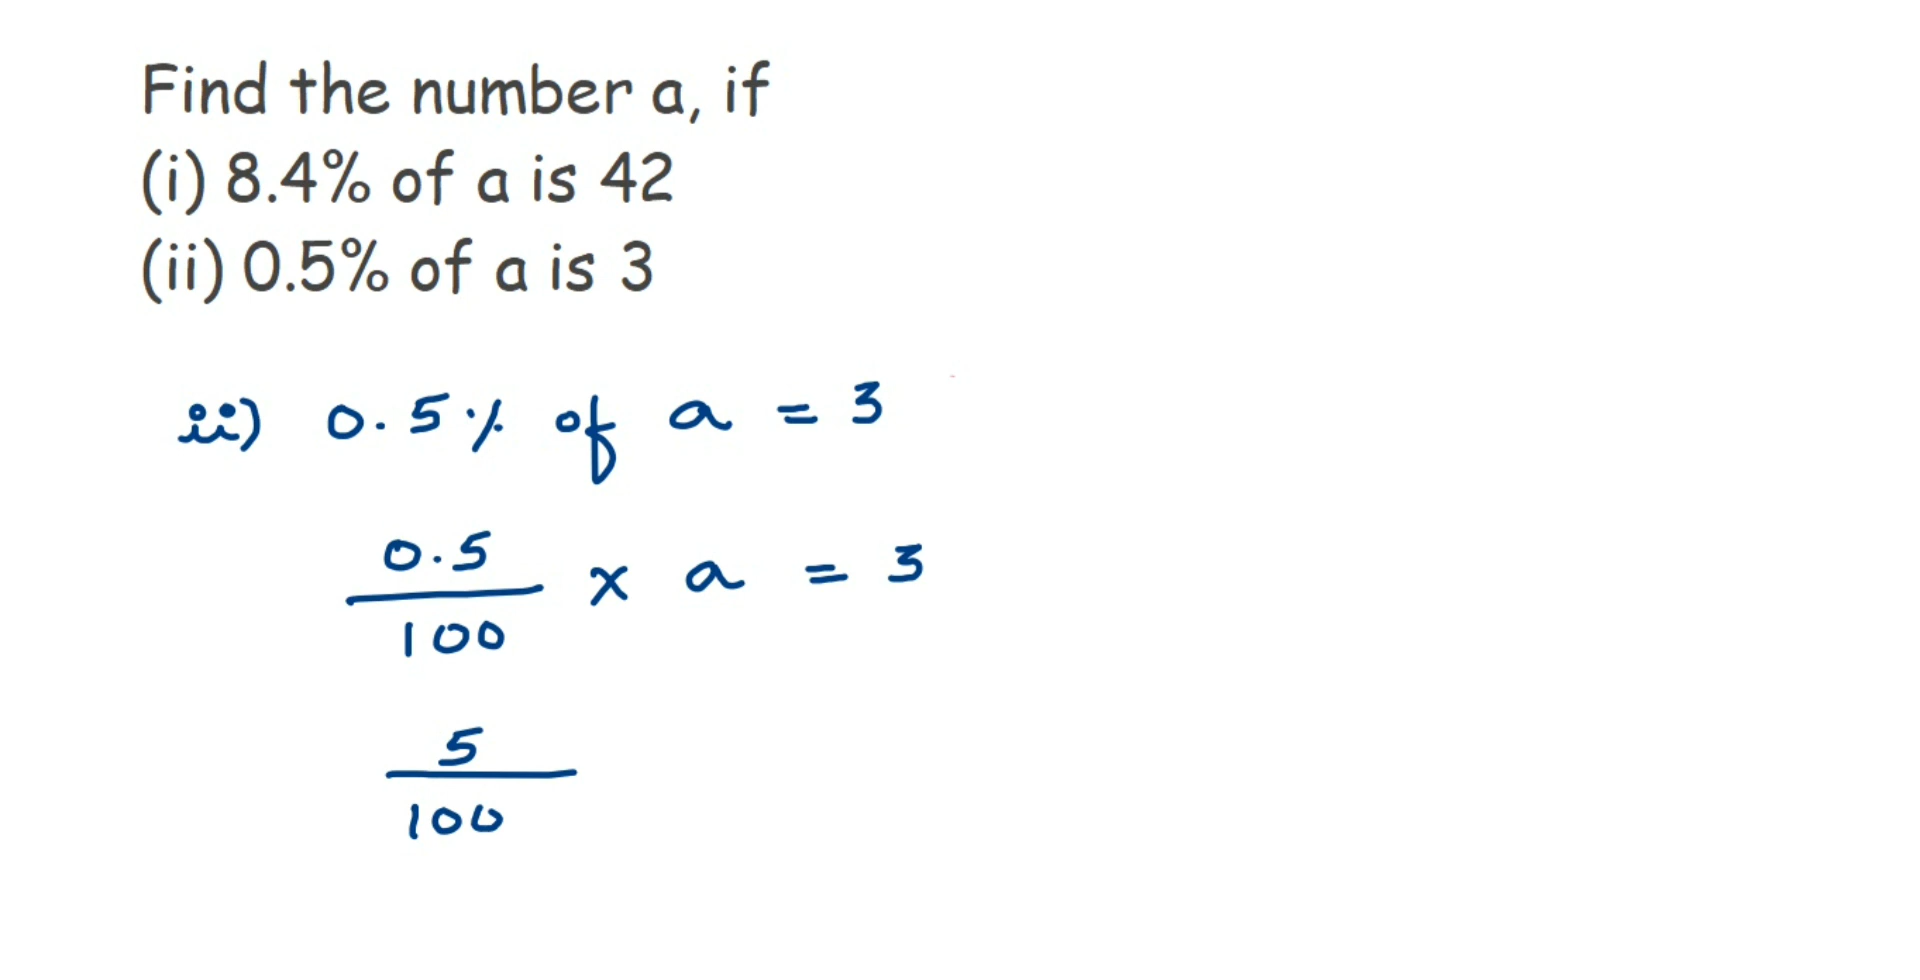 Find the number a, if
(i) 8.4% of a is 42
(ii) 0.5% of a is 3
ii) 0.5% of a = 3
0.5
100
× a = 3
5
100